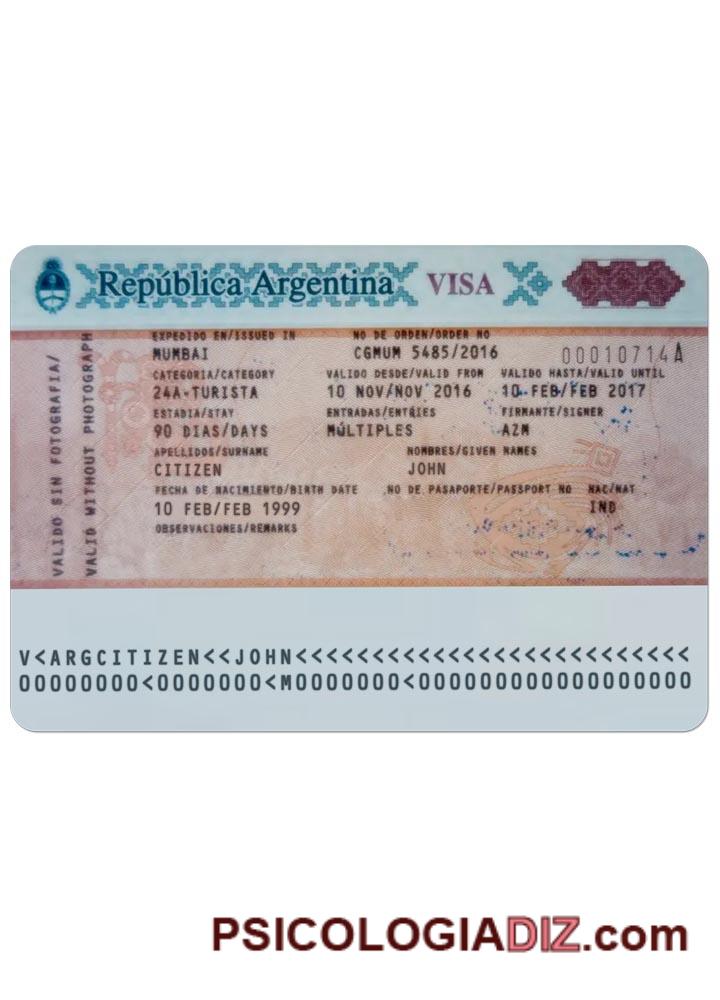 República Argentina VISA
VALIDO SIN FOTOGRAFIA/
VALID WITHOUT PHOTOGRAPH
EXPEDIDO EN/ISSUED IN NO DE ORDEN/ORDER NO
MUMBAI CGMUM 5485/2016 00010714A
CATEGORIA/CATEGORY VALIDO DESDE/VALID FROM VALIDO HASTA/VALID UNTIL
24A-TURISTA 10 NOV/NOV 2016 10 FEB/FEB 2017
ESTADIA/STAY ENTRADAS/ENTRIES FIRMANTE/SIGNER
90 DIAS/DAYS MÚLTIPLES AZM
APELLIDOS/SURNAME NOMBRES/GIVEN NAMES
CITIZEN JOHN
FECHA DE NACIMIENTO/BIRTH DATE NO DE PASAPORTE/PASSPORT NO NAC/NAT
10 FEB/FEB 1999 IND
OBSERVACIONES/REMARKS
V<ARGCITIZEN<<JOHN<<<<<<<<<<<<<<<<<<<<<<<<<<
00000000<0000000<M0000000<000000000000000000
PSICOLOGIADIZ.com